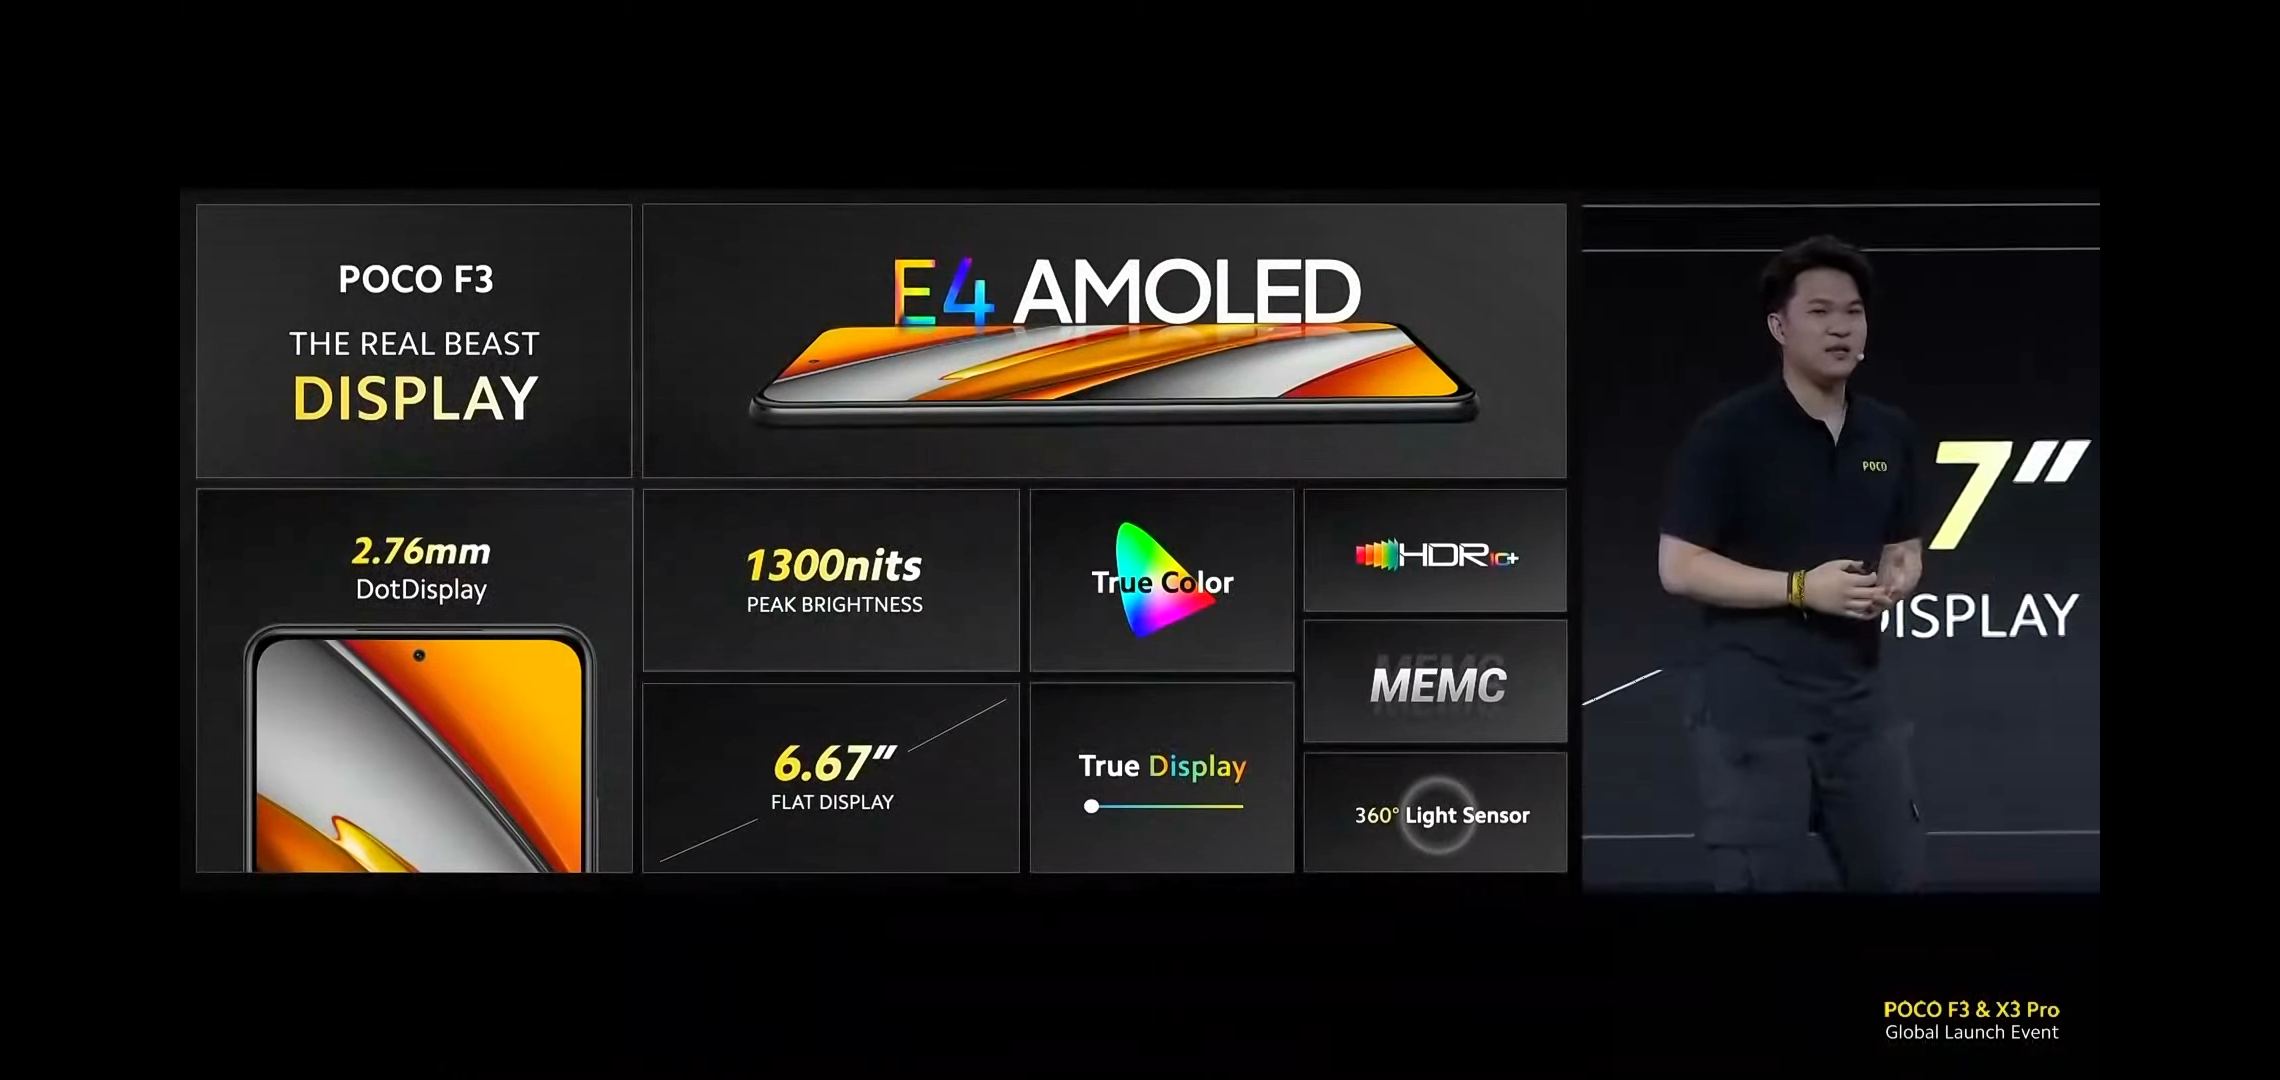 POCO F3
THE REAL BEAST
DISPLAY
E4 AMOLED
2.76mm
DotDisplay
1300nits
PEAK BRIGHTNESS
6.67”
FLAT DISPLAY
True Color
True Display
HDR10+
MEMC
360° Light Sensor
POCO
7”
DISPLAY
POCO F3 & X3 Pro
Global Launch Event